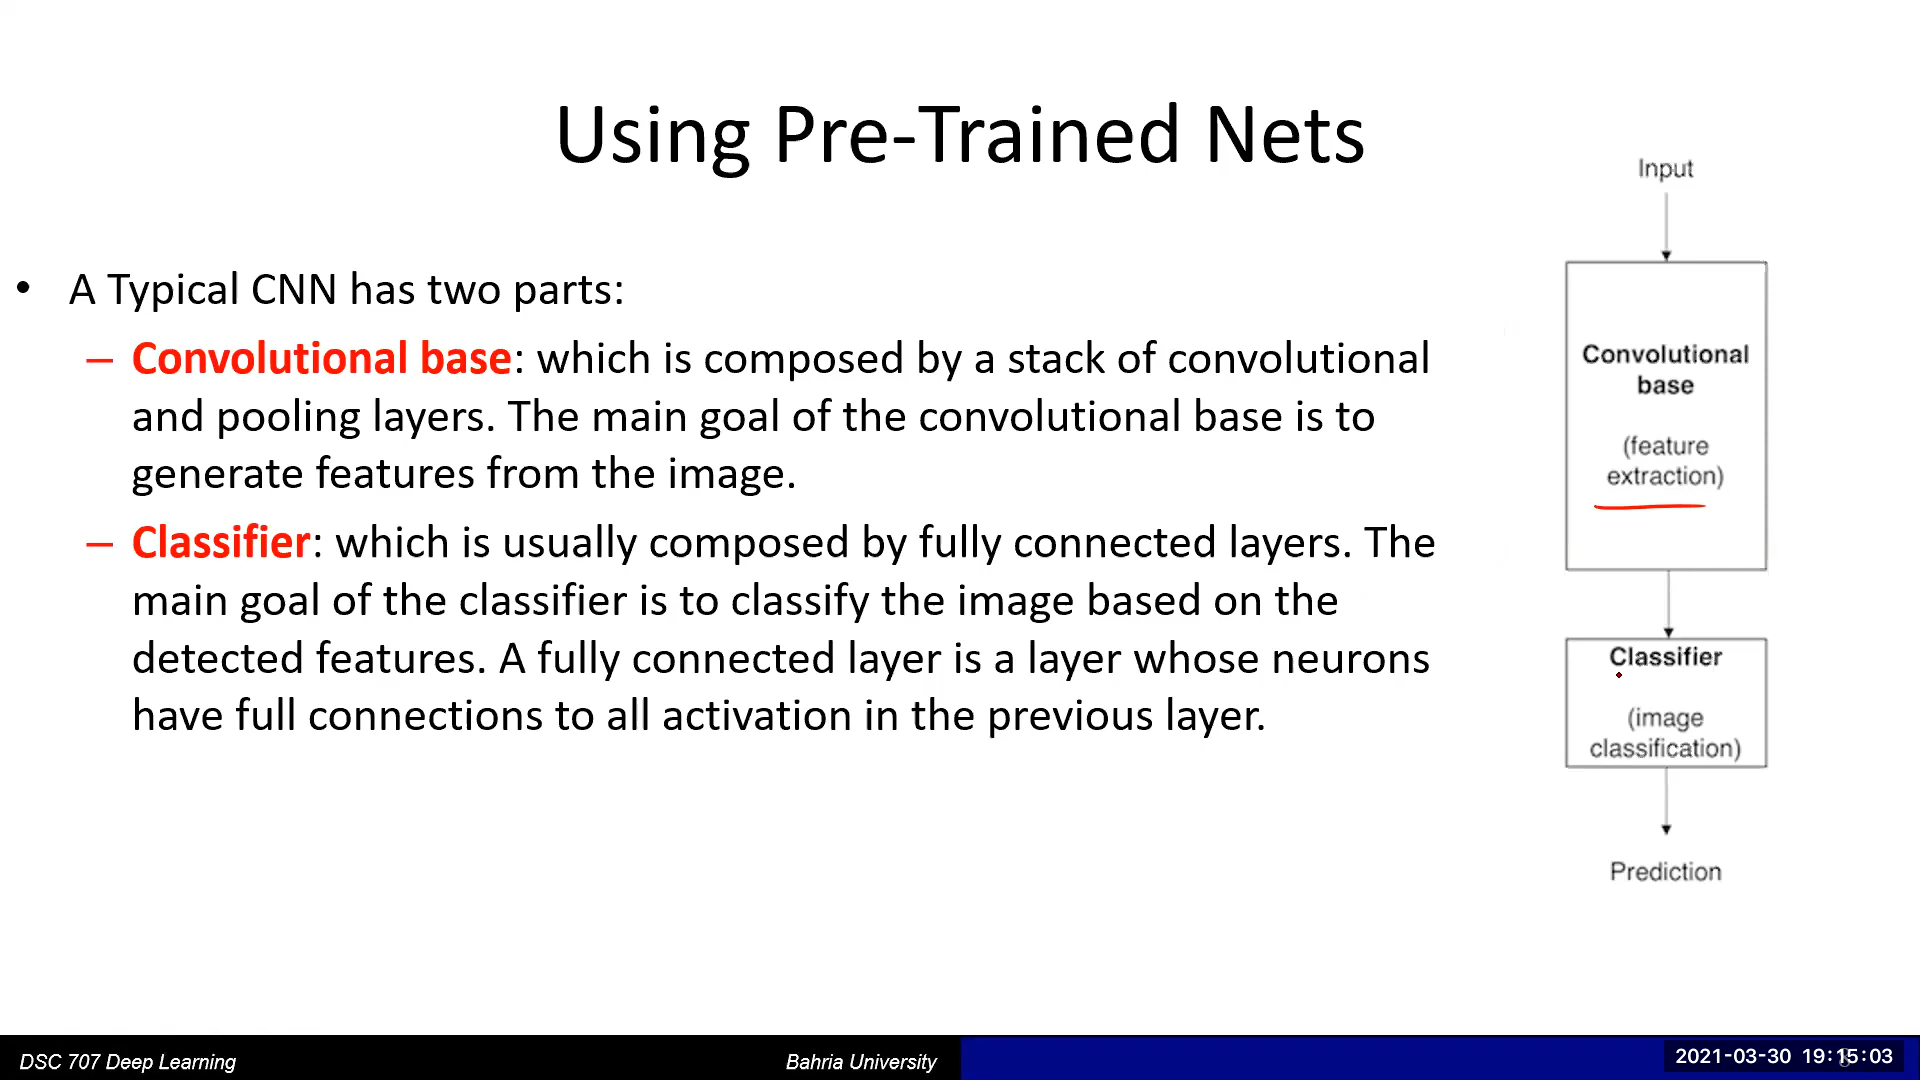 Using Pre-Trained Nets
• A Typical CNN has two parts:
– Convolutional base: which is composed by a stack of convolutional
and pooling layers. The main goal of the convolutional base is to
generate features from the image.
– Classifier: which is usually composed by fully connected layers. The
main goal of the classifier is to classify the image based on the
detected features. A fully connected layer is a layer whose neurons
have full connections to all activation in the previous layer.
Input
Convolutional
base
(feature
extraction)
Classifier
(image
classification)
Prediction
DSC 707 Deep Learning
Bahria University
2021-03-30 19:15:03